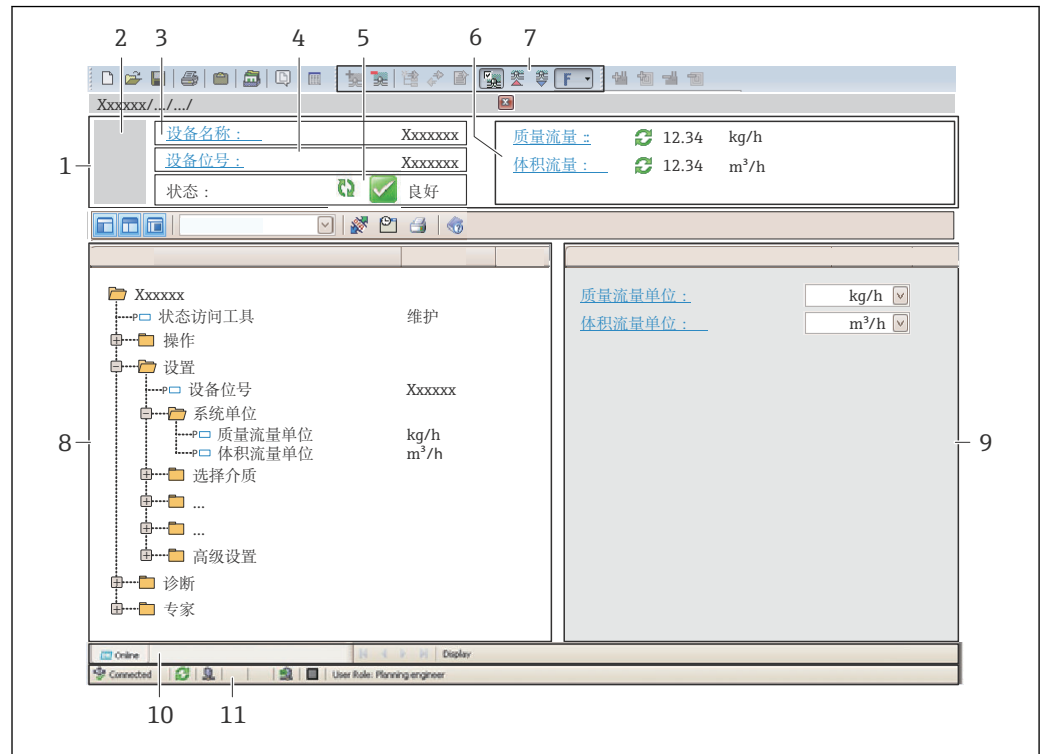 2 3 4 5 6 7
F
Xxxxxx/.../.../
1
设备名称： Xxxxxxx
设备位号： Xxxxxxx
状态： 良好
质量流量： 12.34 kg/h
体积流量： 12.34 m³/h
Xxxxxx
P 状态访问工具 维护
操作
设置
P 设备位号 Xxxxxx
系统单位
P 质量流量单位 kg/h
P 体积流量单位 m³/h
选择介质
...
...
高级设置
诊断
专家
8
质量流量单位： kg/h
体积流量单位： m³/h
9
Online Display
Connected User Role: Planning engineer
10 11